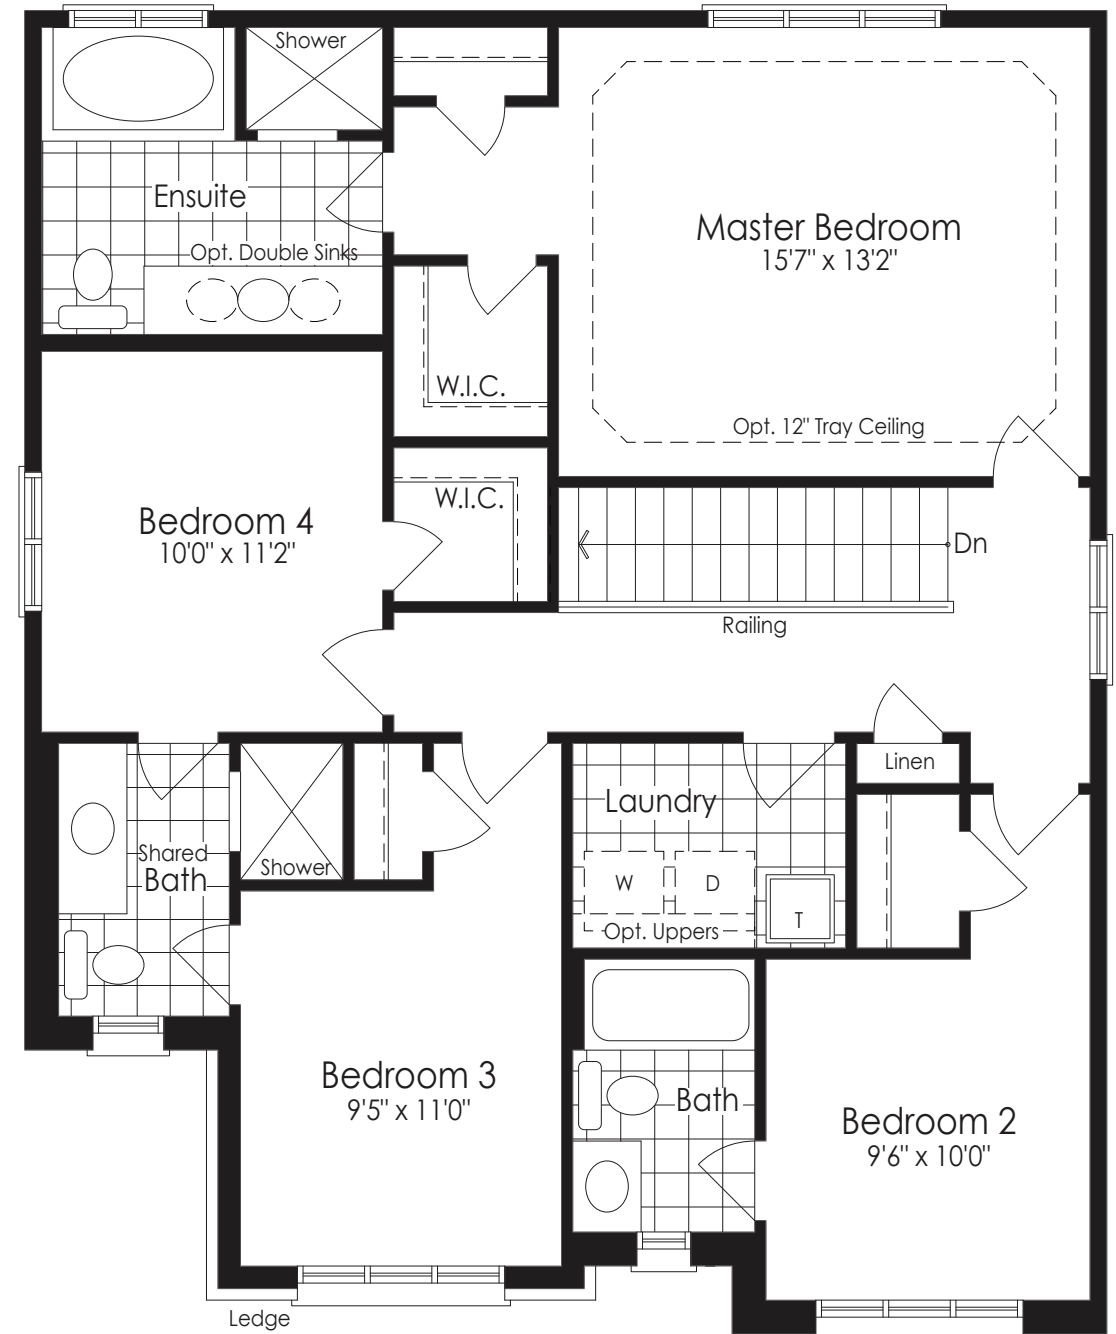 Shower
Ensuite
Opt. Double Sinks
Master Bedroom
15'7" x 13'2"
W.I.C.
Opt. 12" Tray Ceiling
W.I.C.
Bedroom 4
10'0" x 11'2"
Dn
Railing
Linen
Laundry
Shared
Bath
Shower
W
D
T
Opt. Uppers
Bedroom 3
9'5" x 11'0"
Bath
Bedroom 2
9'6" x 10'0"
Ledge